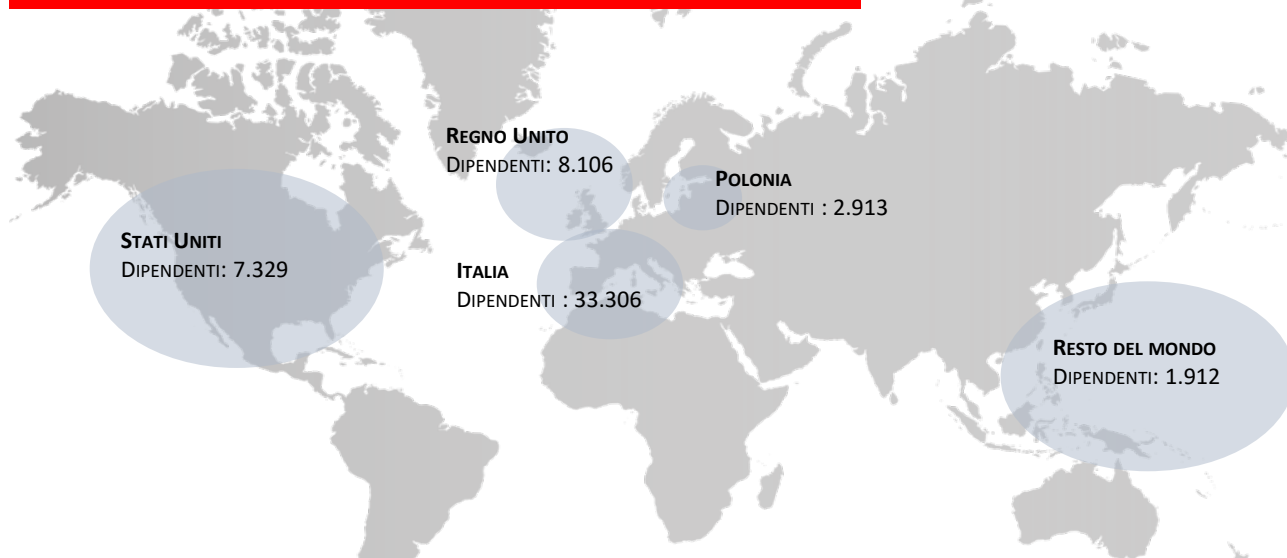 REGNO UNITO
DIPENDENTI: 8.106
POLONIA
DIPENDENTI : 2.913
STATI UNITI
DIPENDENTI: 7.329
ITALIA
DIPENDENTI : 33.306
RESTO DEL MONDO
DIPENDENTI: 1.912